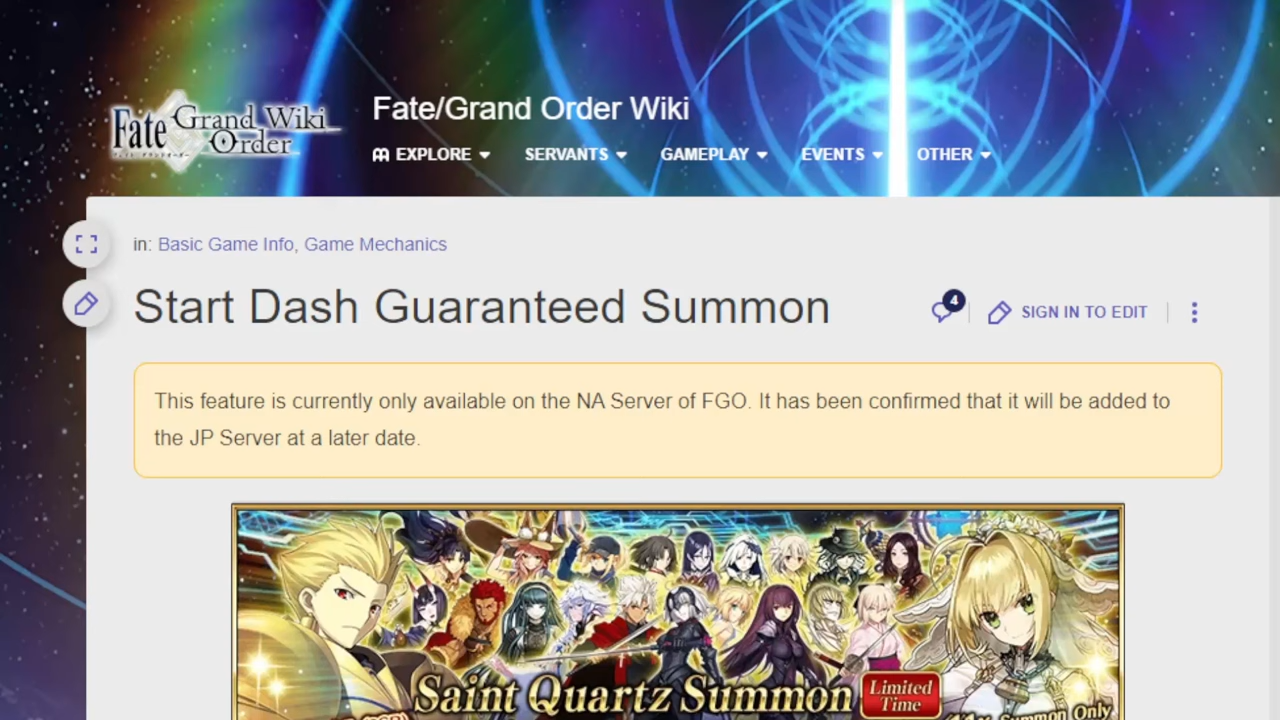 Fate Grand Wiki
Order
Fate/Grand Order Wiki
EXPLORE
SERVANTS
GAMEPLAY
EVENTS
OTHER
in: Basic Game Info, Game Mechanics
Start Dash Guaranteed Summon
4
SIGN IN TO EDIT
This feature is currently only available on the NA Server of FGO. It has been confirmed that it will be added to
the JP Server at a later date.
Saint Quartz Summon
Limited
Time
Summon Only